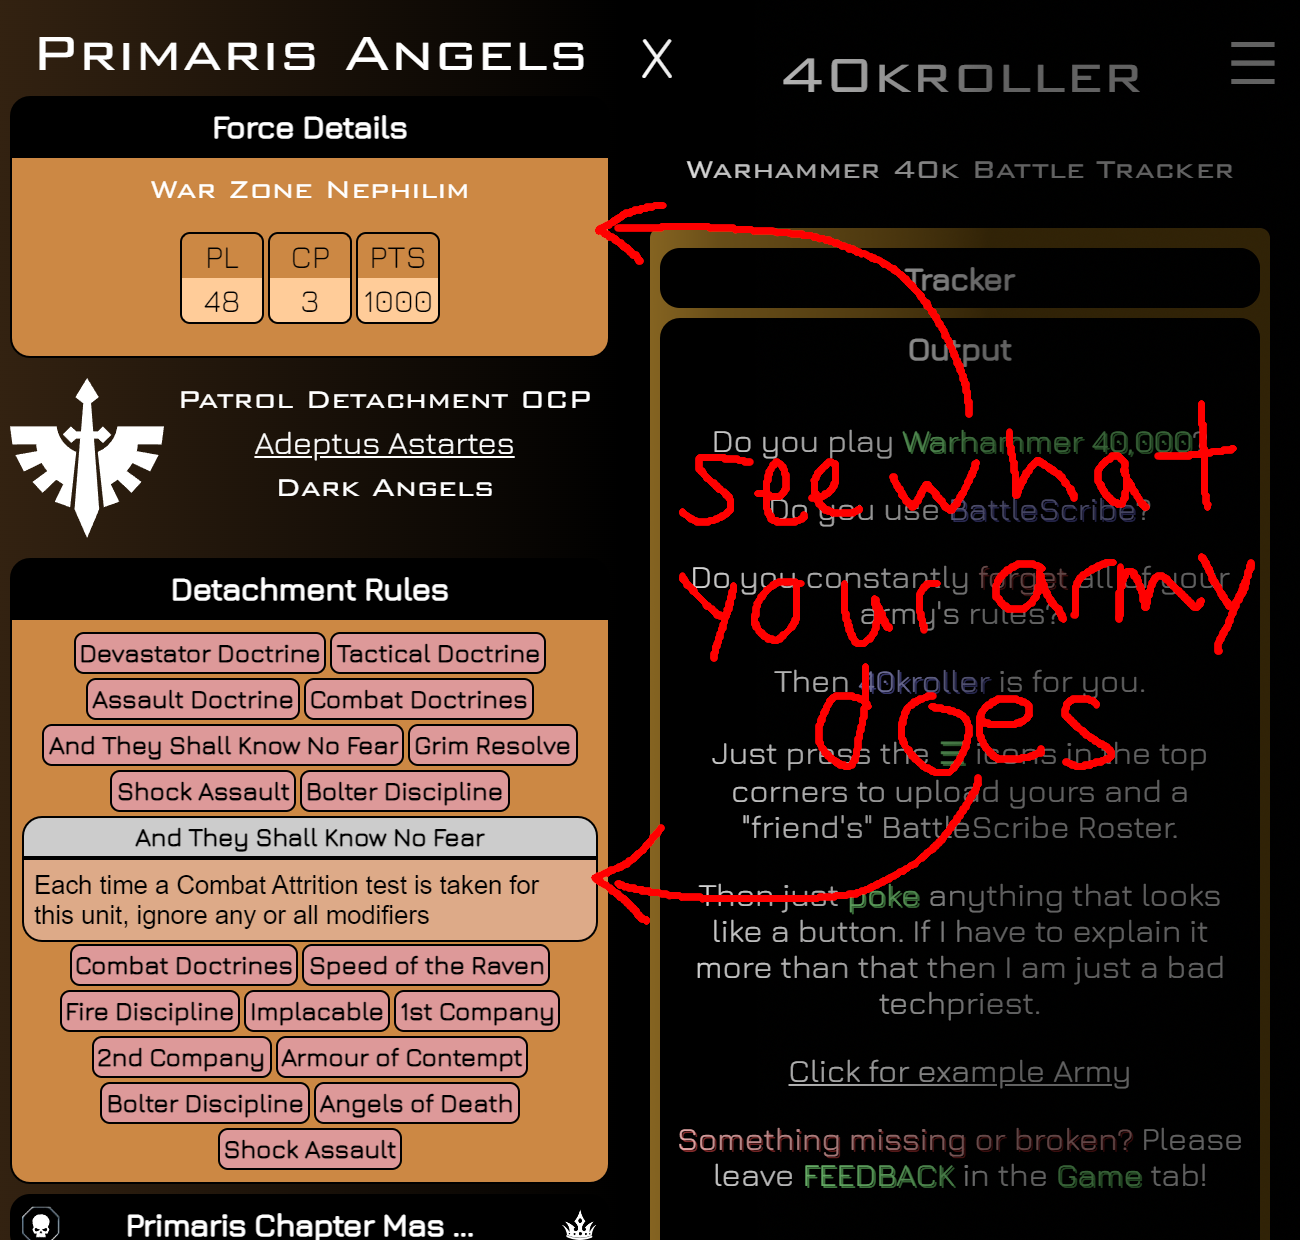 Primaris Angels
Force Details
War Zone Nephilim
PL CP PTS
48 3 1000
Patrol Detachment 0CP
Adeptus Astartes
Dark Angels
Detachment Rules
Devastator Doctrine Tactical Doctrine
Assault Doctrine Combat Doctrines
And They Shall Know No Fear Grim Resolve
Shock Assault Bolter Discipline
And They Shall Know No Fear
Each time a Combat Attrition test is taken for
this unit, ignore any or all modifiers
Combat Doctrines Speed of the Raven
Fire Discipline Implacable 1st Company
2nd Company Armour of Contempt
Bolter Discipline Angels of Death
Shock Assault
Primaris Chapter Mas ...
X
40kroller
Warhammer 40k Battle Tracker
Tracker
Output
Do you play Warhammer 40,000?
Do you use BattleScribe?
Do you constantly forget all of your
army's rules?
Then 40kroller is for you.
Just press the ☰ icons in the top
corners to upload yours and a
"friend's" BattleScribe Roster.
Then just poke anything that looks
like a button. If I have to explain it
more than that then I am just a bad
techpriest.
Click for example Army
Something missing or broken? Please
leave FEEDBACK in the Game tab!
see what
your army
does